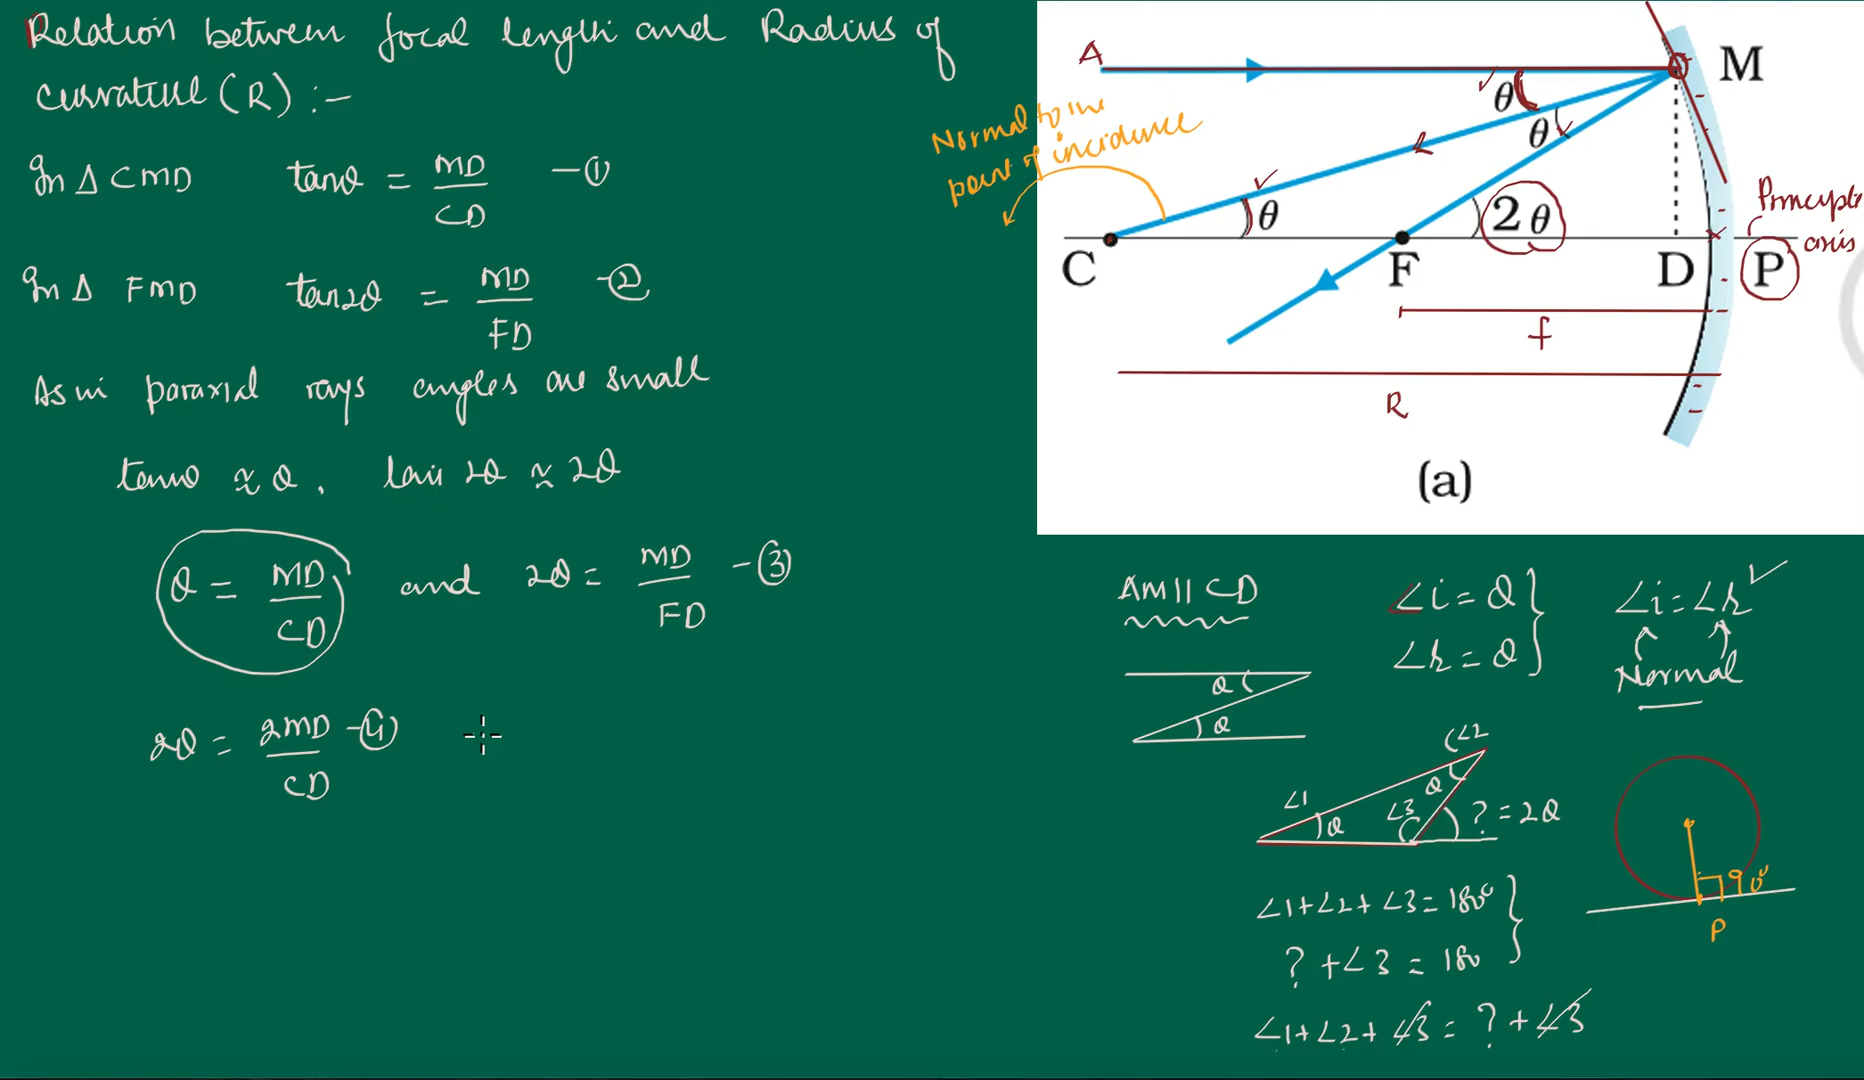 Relation between focal length and Radius of
curvature (R) :-
In Δ CMD tanθ = MD/CD -①
In Δ FMD tan2θ = MD/FD -②
As in paraxial rays angles are small
tanθ ≈ θ, tan 2θ ≈ 2θ
θ = MD/CD and 2θ = MD/FD -③
2θ = 2MD/CD -④
A
M
θ
θ
Normal to the
point of incidence
θ
2θ
Principle
axis
C
F
D
P
f
R
(a)
AM || CD
∠i = θ
∠r = θ
∠i = ∠r
Normal
θ
θ
∠2
∠1
θ
∠3
θ
? = 2θ
∠1+∠2+∠3 = 180°
? +∠3 = 180
∠1+∠2+∠3 = ? +∠3
90°
P